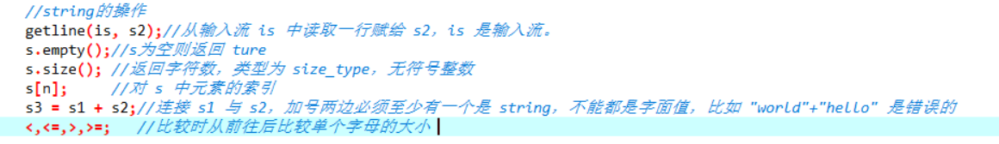 //string的操作
getline(is, s2);//从输入流 is 中读取一行赋给 s2，is 是输入流。
s.empty();//s为空则返回 ture
s.size(); //返回字符数，类型为 size_type，无符号整数
s[n];     //对 s 中元素的索引
s3 = s1 + s2;//连接 s1 与 s2，加号两边必须至少有一个是 string，不能都是字面值，比如 "world"+"hello" 是错误的
<,<=,>,>=;   //比较时从前往后比较单个字母的大小